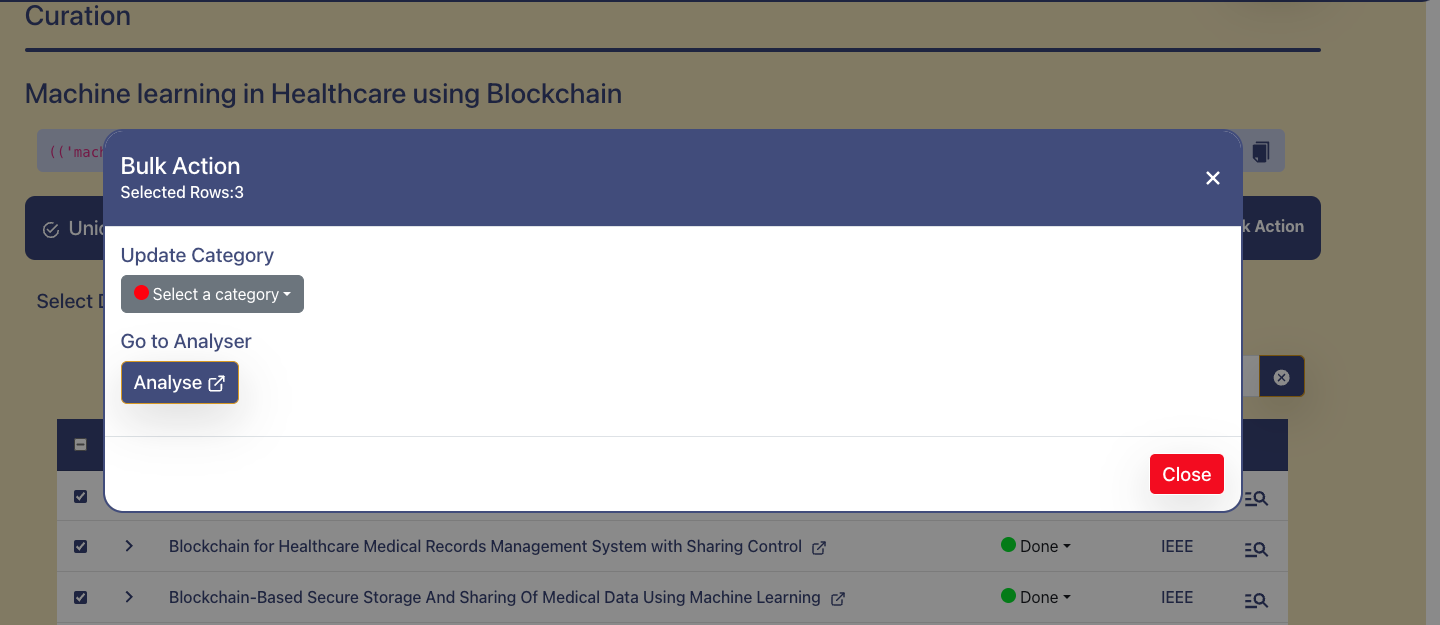 Curation
Machine learning in Healthcare using Blockchain
Bulk Action
Selected Rows:3
Action
Update Category
Select a category
Select
Go to Analyser
Analyse
Close
Blockchain for Healthcare Medical Records Management System with Sharing Control Done IEEE
Blockchain-Based Secure Storage And Sharing Of Medical Data Using Machine Learning Done IEEE